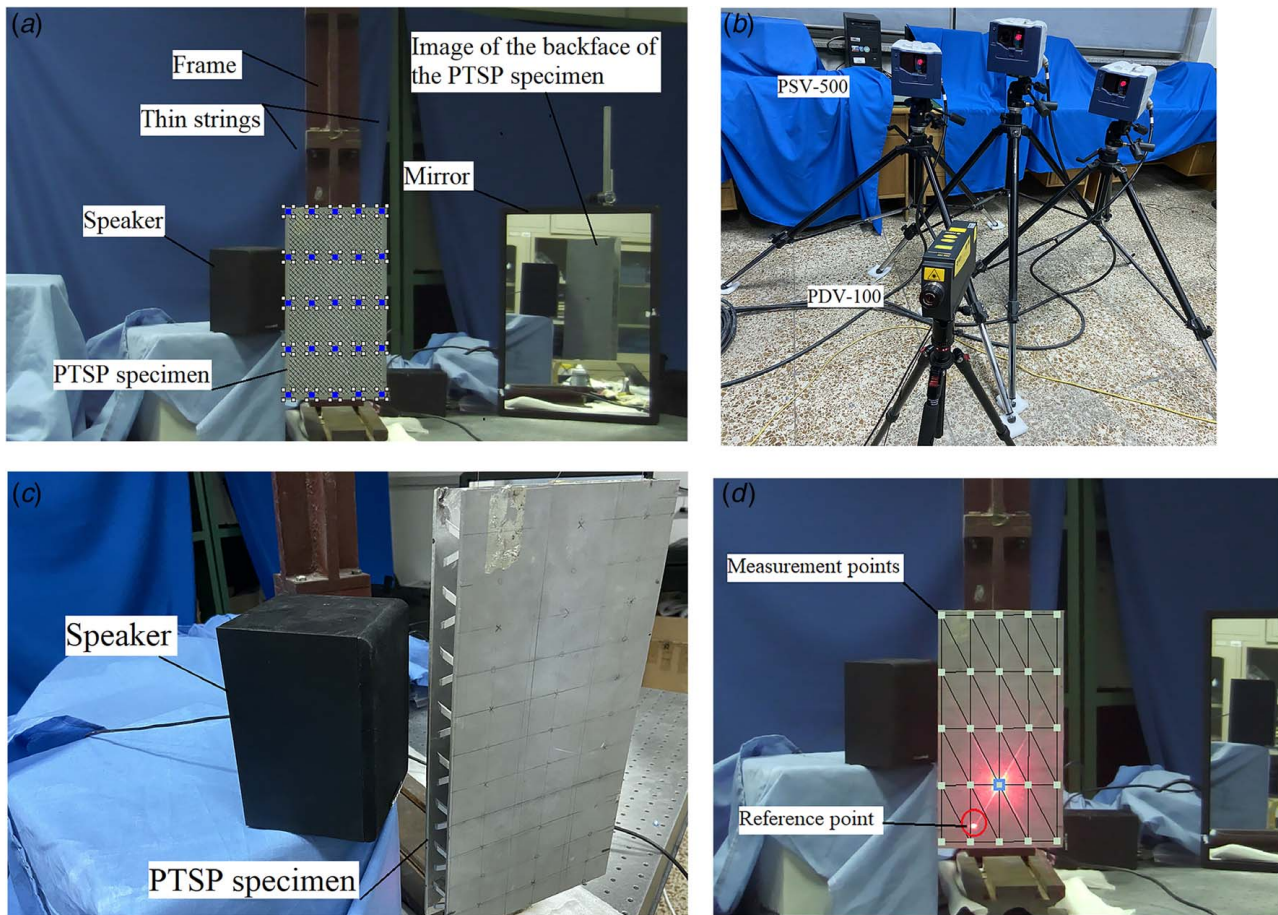 (a)
Frame
Image of the backface of
the PTSP specimen
Thin strings
Mirror
Speaker
PTSP specimen
(b)
PSV-500
PDV-100
(c)
Speaker
PTSP specimen
(d)
Measurement points
Reference point